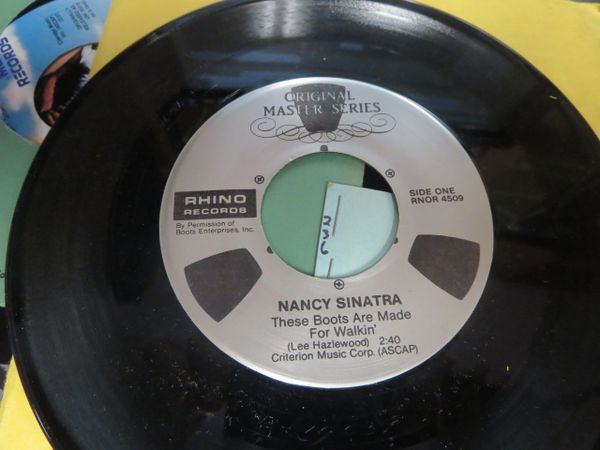 ORIGINAL
MASTER SERIES
RHINO
RECORDS
By Permission of
Boots Enterprises, Inc.
SIDE ONE
RNOR 4509
236
NANCY SINATRA
These Boots Are Made
For Walkin'
(Lee Hazlewood) 2:40
Criterion Music Corp. (ASCAP)
RECORDS